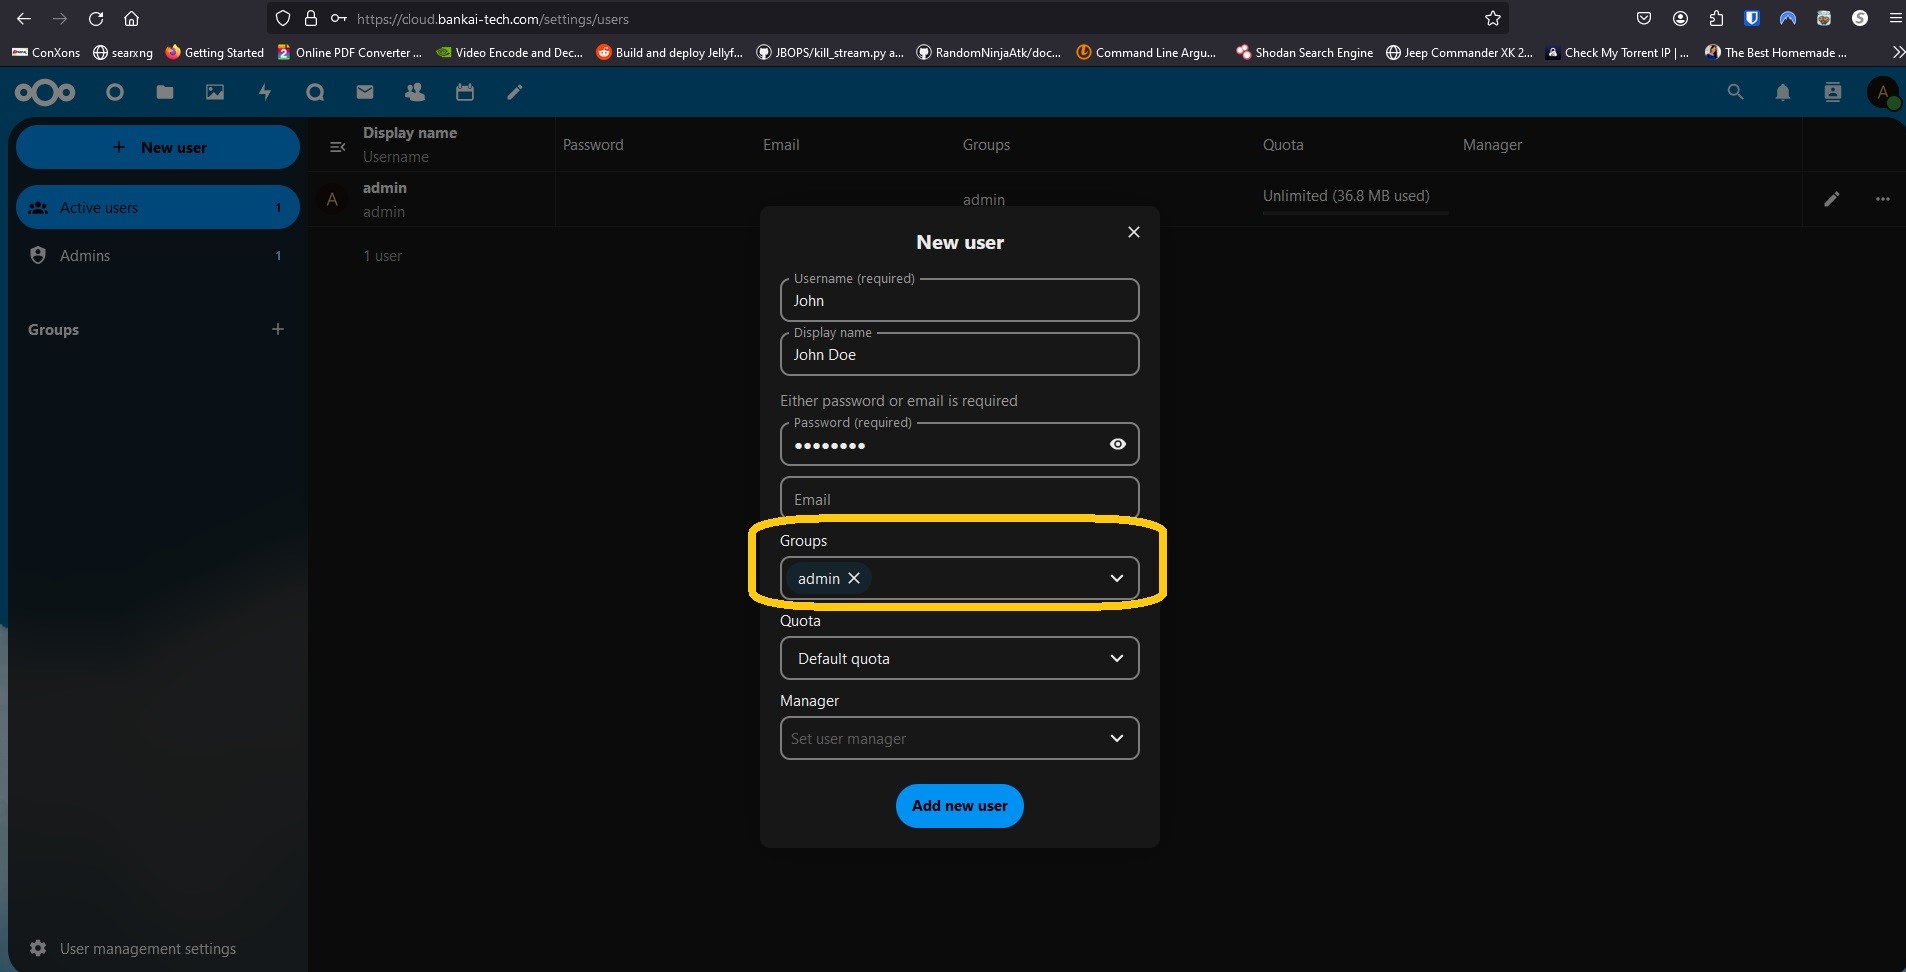 https://cloud.bankai-tech.com/settings/users
ConXons searxng Getting Started Online PDF Converter ... Video Encode and Dec... Build and deploy Jellyf... JBOPS/kill_stream.py a... RandomNinjaAtk/doc... Command Line Argu... Shodan Search Engine Jeep Commander XK 2... Check My Torrent IP | ... The Best Homemade ...
A
New user
Active users 1
Admins 1
Groups
User management settings
Display name
Username
Password Email Groups Quota Manager
A
admin
admin
admin
Unlimited (36.8 MB used)
1 user
New user
Username (required)
John
Display name
John Doe
Either password or email is required
Password (required)
••••••••
Email
Groups
admin
Quota
Default quota
Manager
Set user manager
Add new user